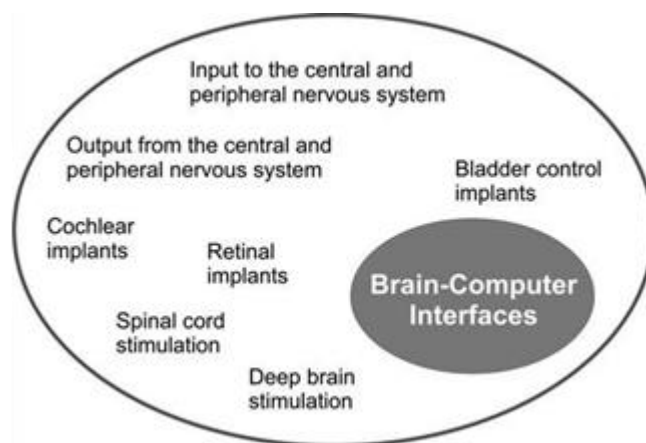 Input to the central and
peripheral nervous system
Output from the central and
peripheral nervous system
Bladder control
implants
Cochlear
implants
Retinal
implants
Brain-Computer
Interfaces
Spinal cord
stimulation
Deep brain
stimulation